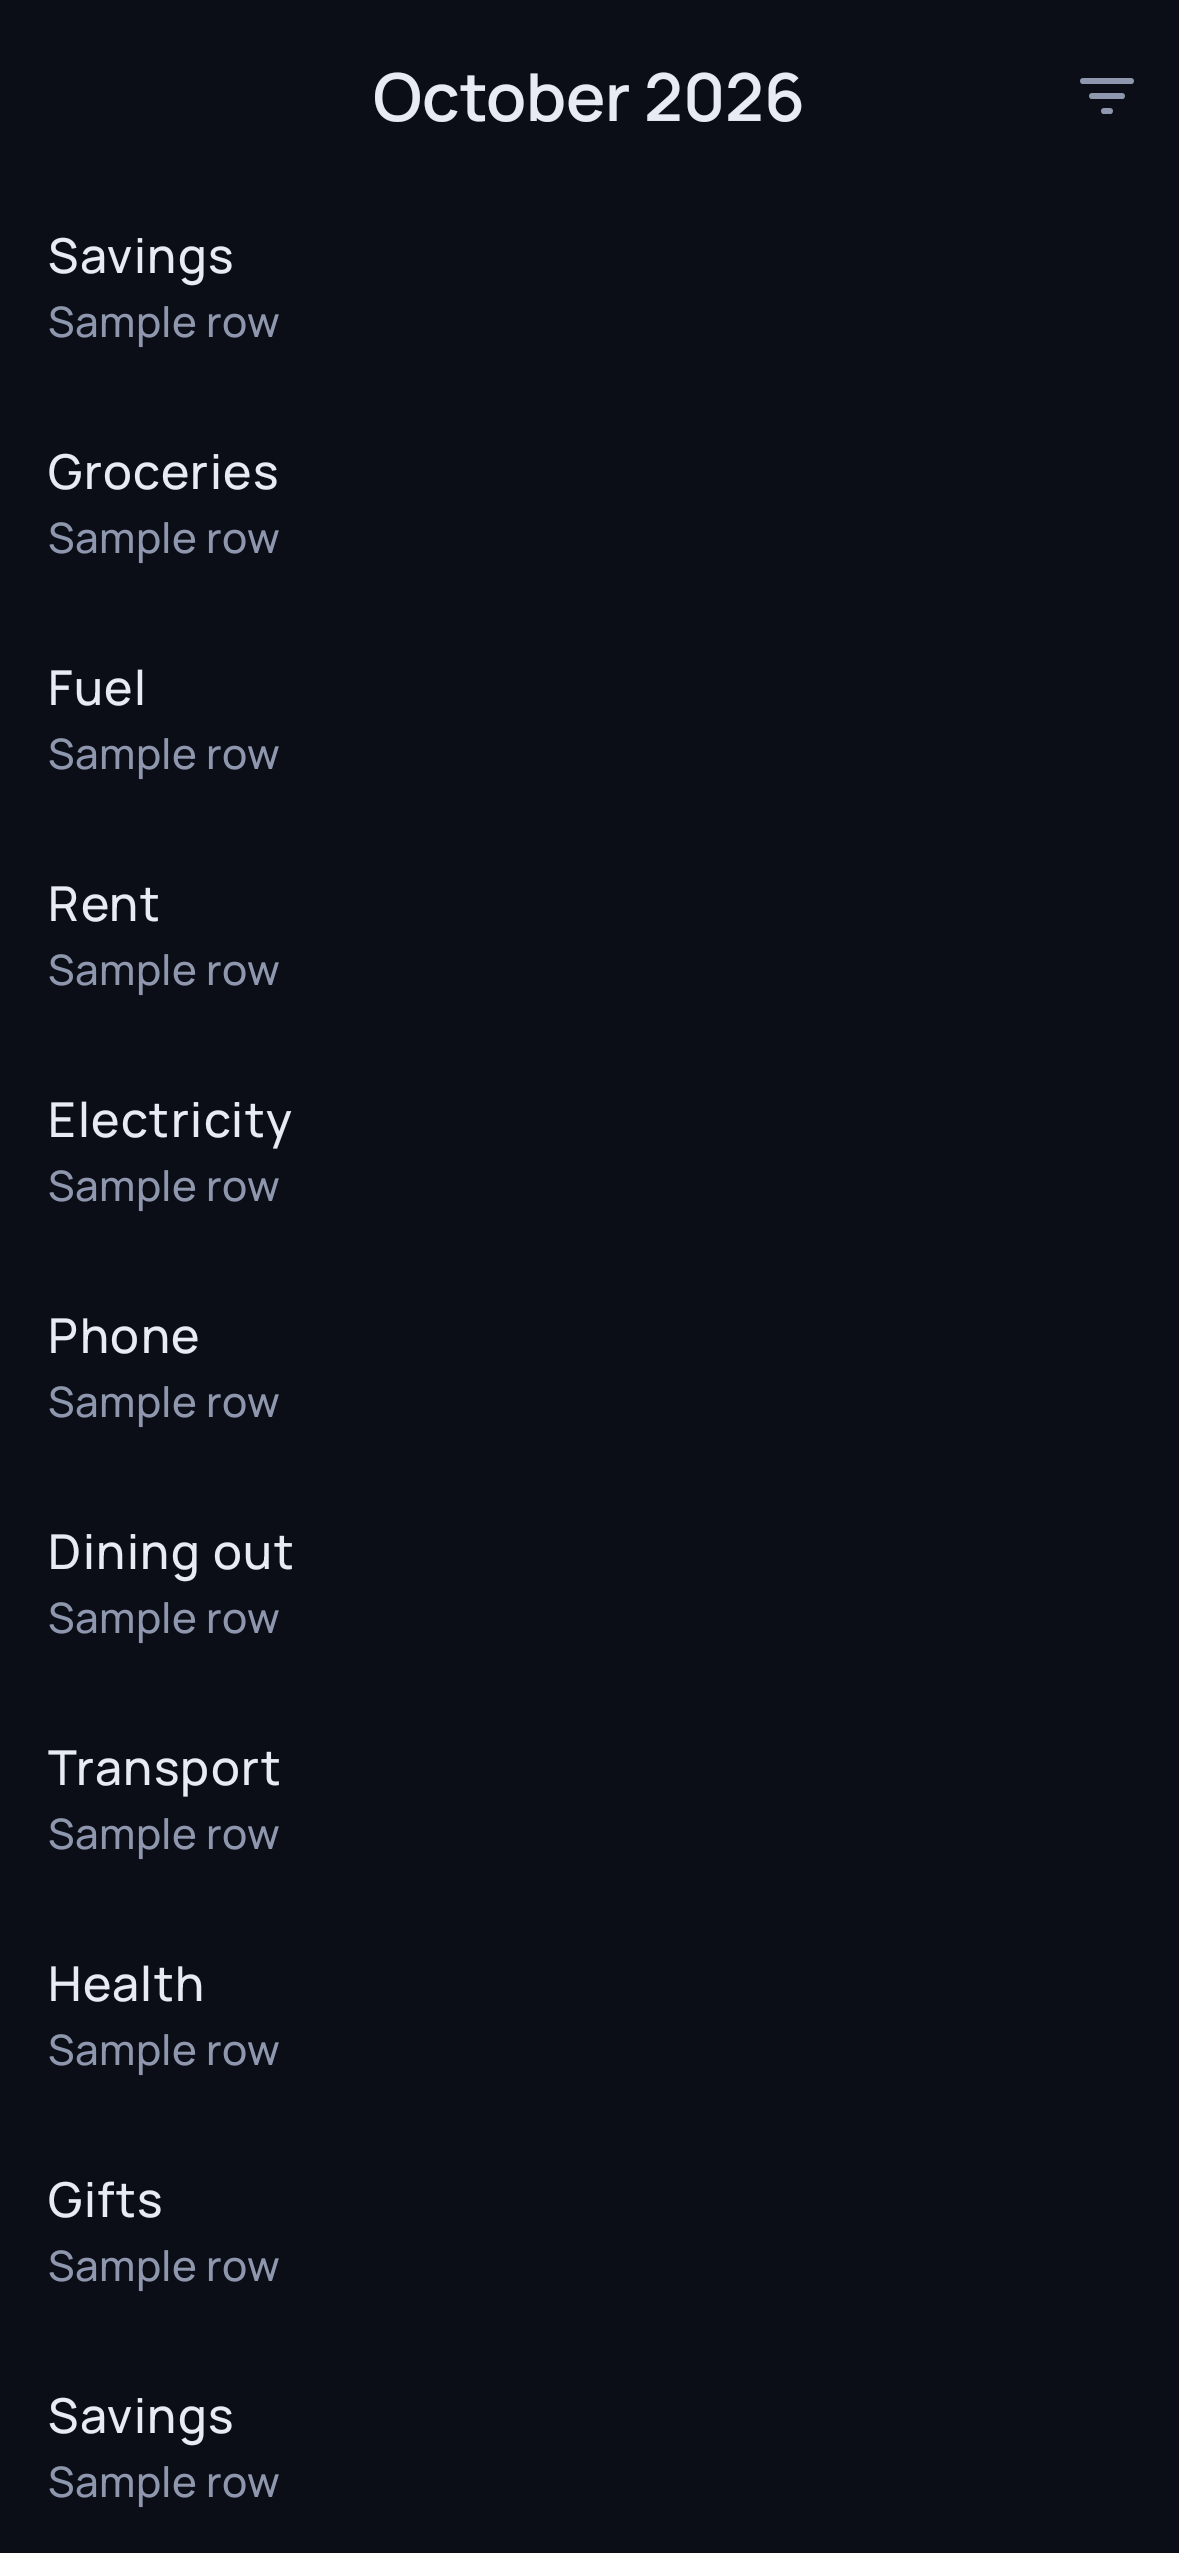 October 2026
Savings
Sample row
Groceries
Sample row
Fuel
Sample row
Rent
Sample row
Electricity
Sample row
Phone
Sample row
Dining out
Sample row
Transport
Sample row
Health
Sample row
Gifts
Sample row
Savings
Sample row